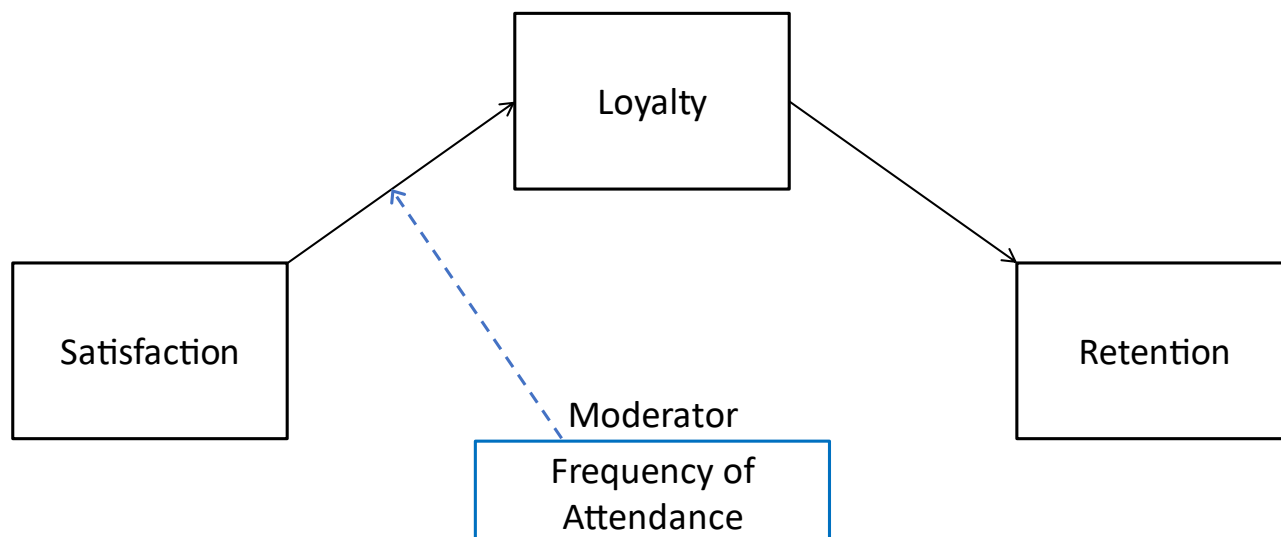 Loyalty
Satisfaction
Retention
Moderator
Frequency of
Attendance